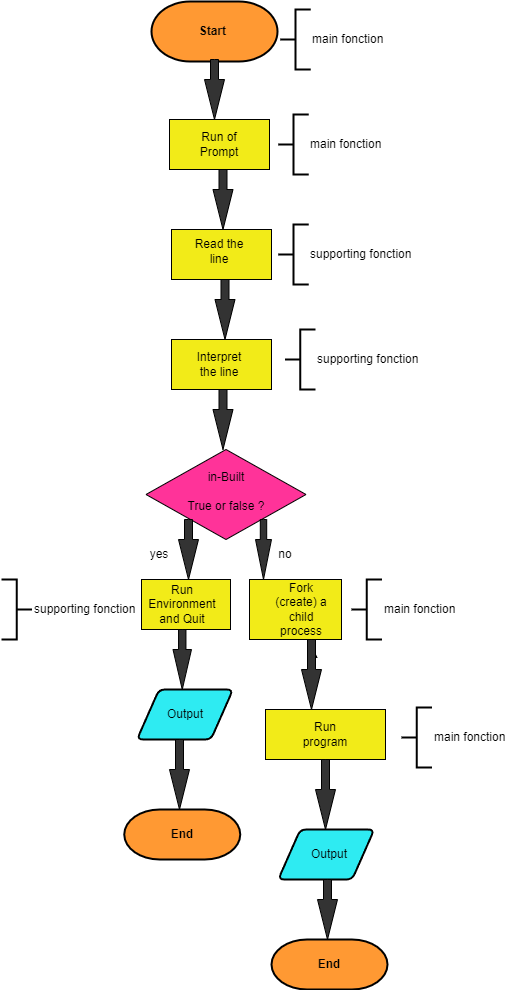 Start
main fonction
Run of
Prompt
main fonction
Read the
line
supporting fonction
Interpret
the line
supporting fonction
in-Built
True or false ?
yes
no
supporting fonction
Run
Environment
and Quit
Fork
(create) a
child
process
main fonction
Output
Run
program
main fonction
End
Output
End